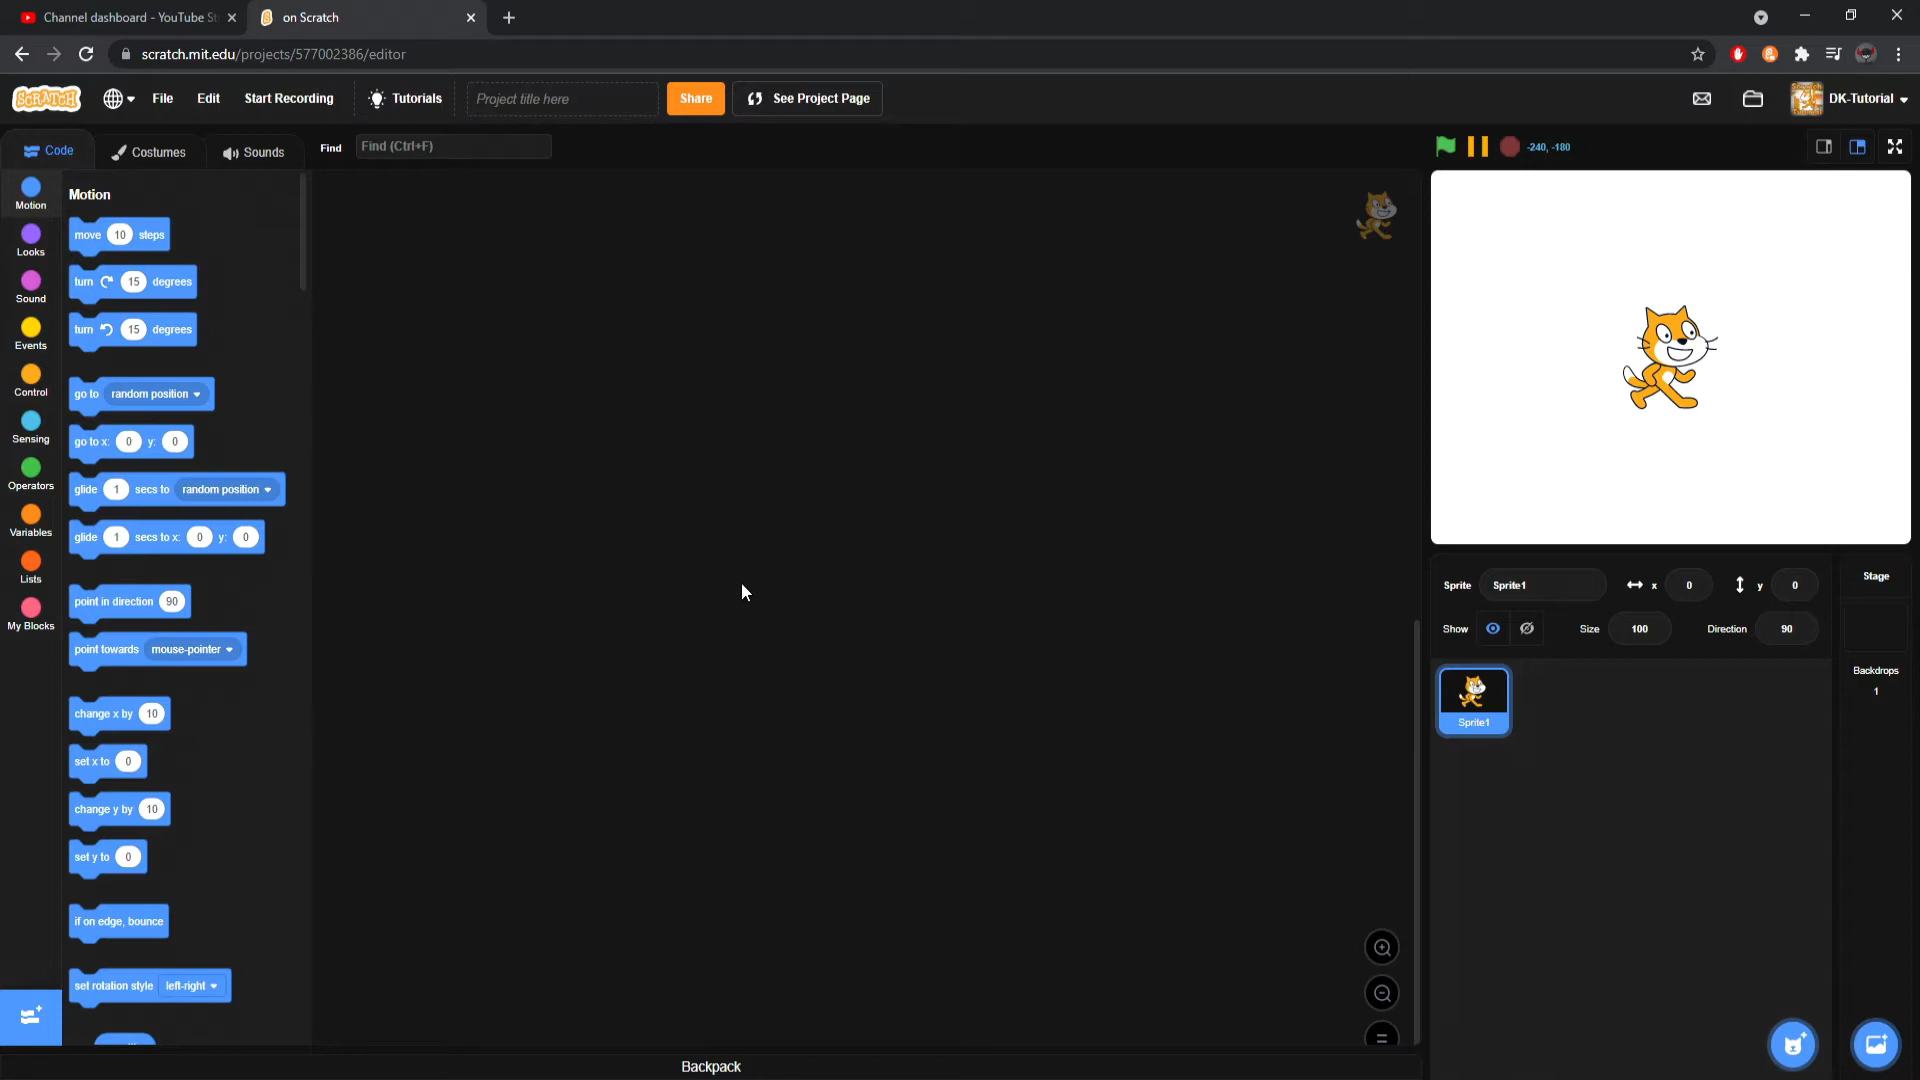 Channel dashboard - YouTube St
on Scratch
scratch.mit.edu/projects/577002386/editor
SCRATCH
File
Edit
Start Recording
Tutorials
Project title here
Share
See Project Page
DK-Tutorial
Code
Costumes
Sounds
Find
Find (Ctrl+F)
-240, -180
Motion
Looks
Sound
Events
Control
Sensing
Operators
Variables
Lists
My Blocks
Motion
move 10 steps
turn 15 degrees
turn 15 degrees
go to random position
go to x: 0 y: 0
glide 1 secs to random position
glide 1 secs to x: 0 y: 0
point in direction 90
point towards mouse-pointer
change x by 10
set x to 0
change y by 10
set y to 0
if on edge, bounce
set rotation style left-right
Sprite Sprite1 x 0 y 0
Show Size 100 Direction 90
Sprite1
Stage
Backdrops
1
Backpack